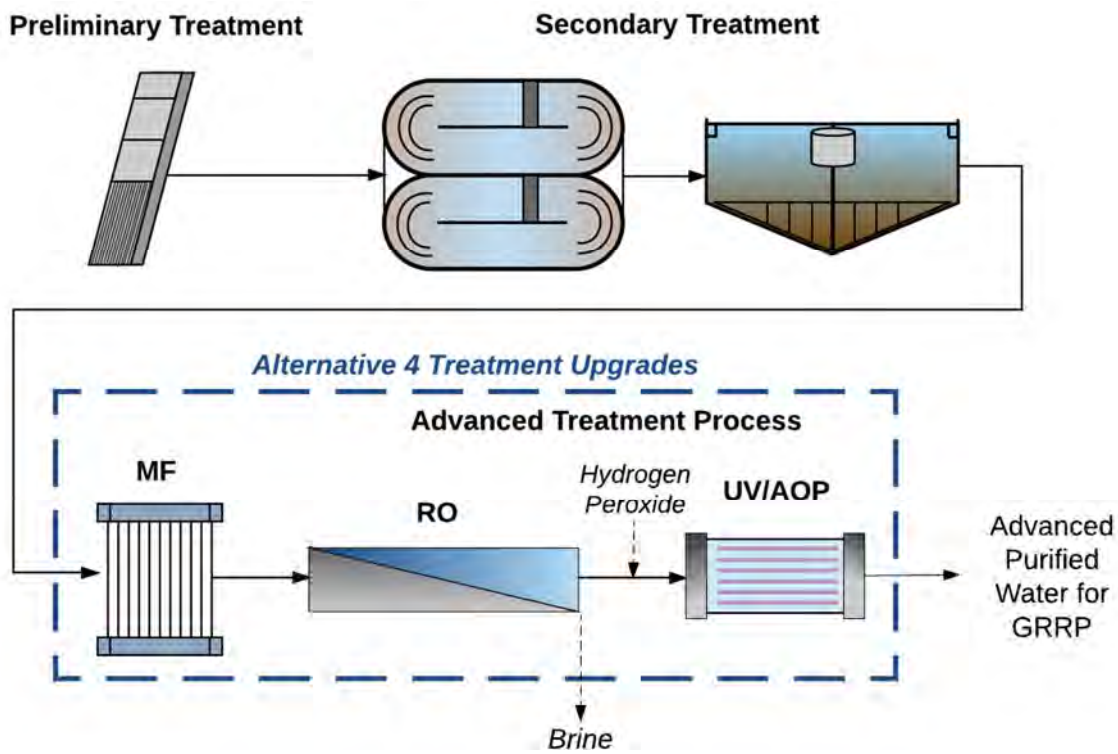 Preliminary Treatment
Secondary Treatment
Alternative 4 Treatment Upgrades
Advanced Treatment Process
MF
RO
Hydrogen
Peroxide
UV/AOP
Advanced
Purified
Water for
GRRP
Brine